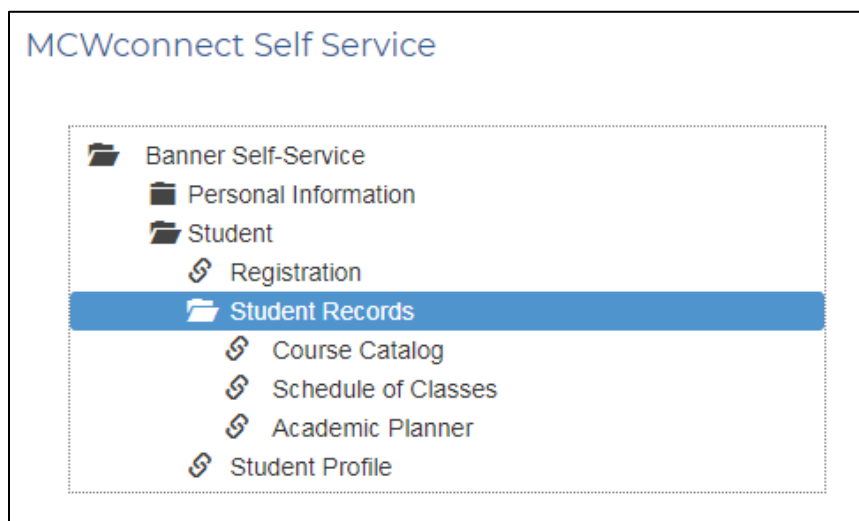 MCWconnect Self Service
Banner Self-Service
Personal Information
Student
Registration
Student Records
Course Catalog
Schedule of Classes
Academic Planner
Student Profile